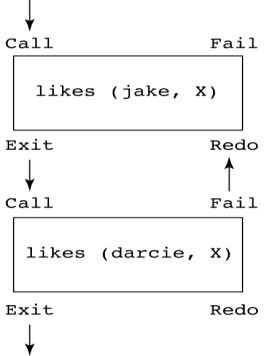 Call Fail
likes (jake, X)
Exit Redo
Call Fail
likes (darcie, X)
Exit Redo